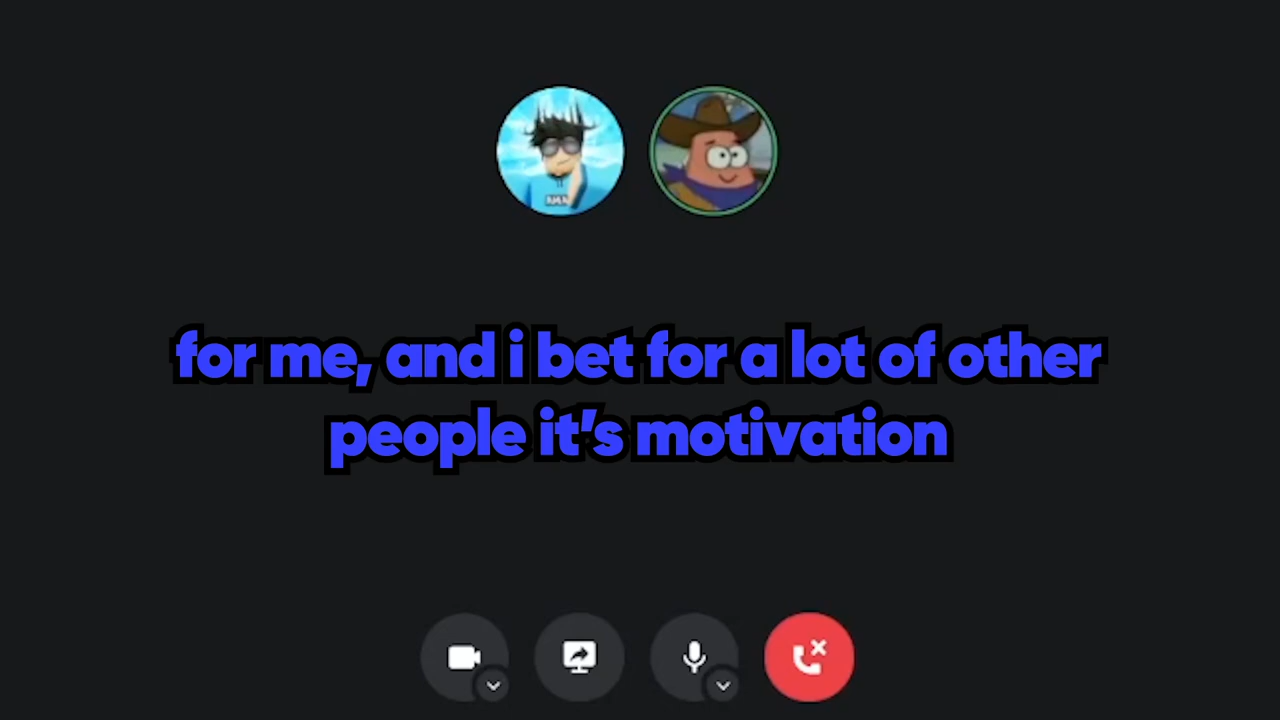 for me, and i bet for a lot of other
people it's motivation